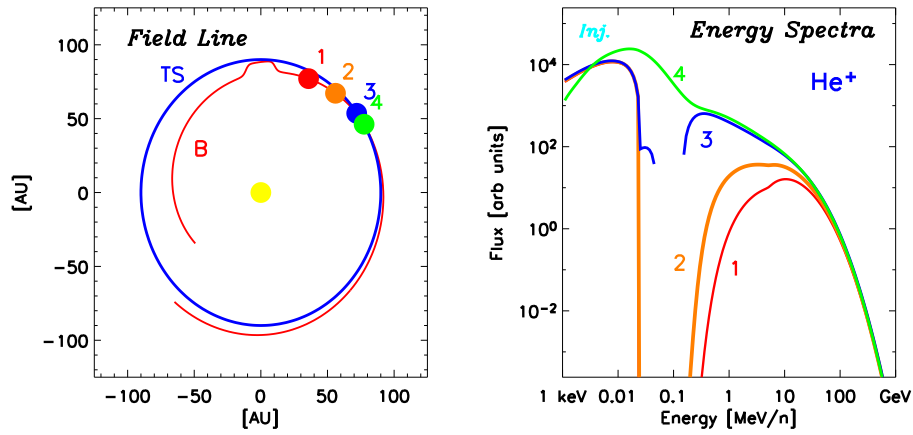 Field Line
TS
B
1
2
3
4
100
50
0
−50
−100
[AU]
−100
−50
0
50
100
[AU]
Inj.
Energy Spectra
He+
4
3
2
1
10^4
10^2
10^0
10^−2
Flux [arb units]
1 keV
0.01
0.1
1
10
100
GeV
Energy [MeV/n]